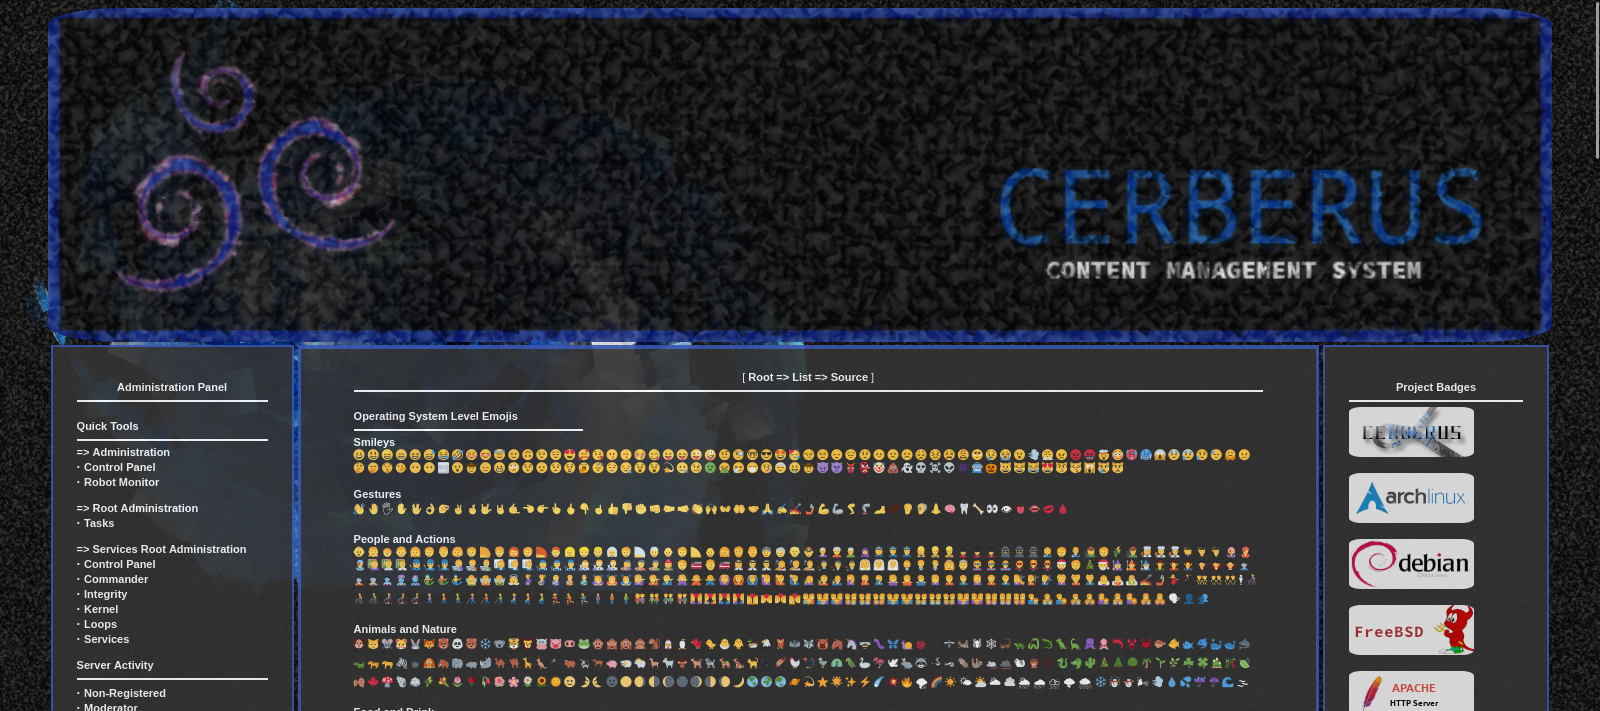 CERBERUS
CONTENT MANAGEMENT SYSTEM
Administration Panel
Quick Tools
=> Administration
· Control Panel
· Robot Monitor
=> Root Administration
· Tasks
=> Services Root Administration
· Control Panel
· Commander
· Integrity
· Kernel
· Loops
· Services
Server Activity
· Non-Registered
· Moderator
[ Root => List => Source ]
Operating System Level Emojis
Smileys
Gestures
People and Actions
Animals and Nature
Food and Drink
Project Badges
CERBERUS
archlinux
debian
FreeBSD
APACHE
HTTP Server